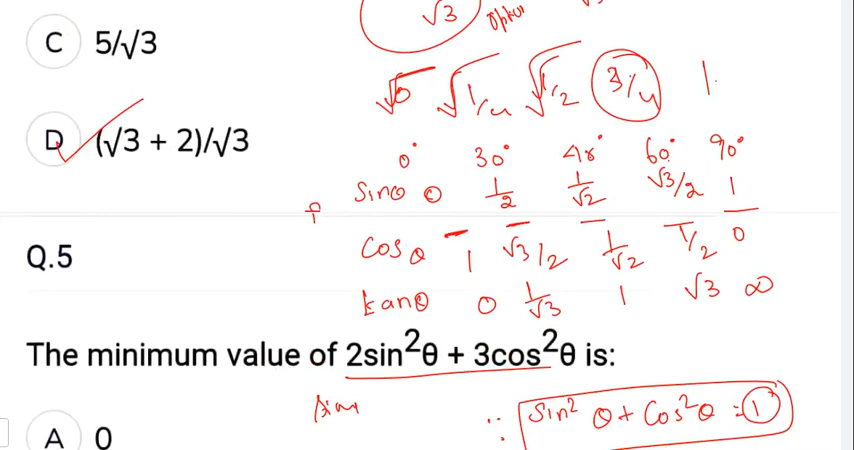 √3 option
C 5/√3
√0 √1/4 √1/2 3/4 1
D (√3 + 2)/√3
0° 30° 45° 60° 90°
Sinθ 0 1/2 1/√2 √3/2 1
Q.5
Cosθ 1 √3/2 1/√2 1/2 0
tanθ 0 1/√3 1 √3 ∞
The minimum value of 2sin²θ + 3cos²θ is:
∵ Sin²θ + Cos²θ = 1
A 0